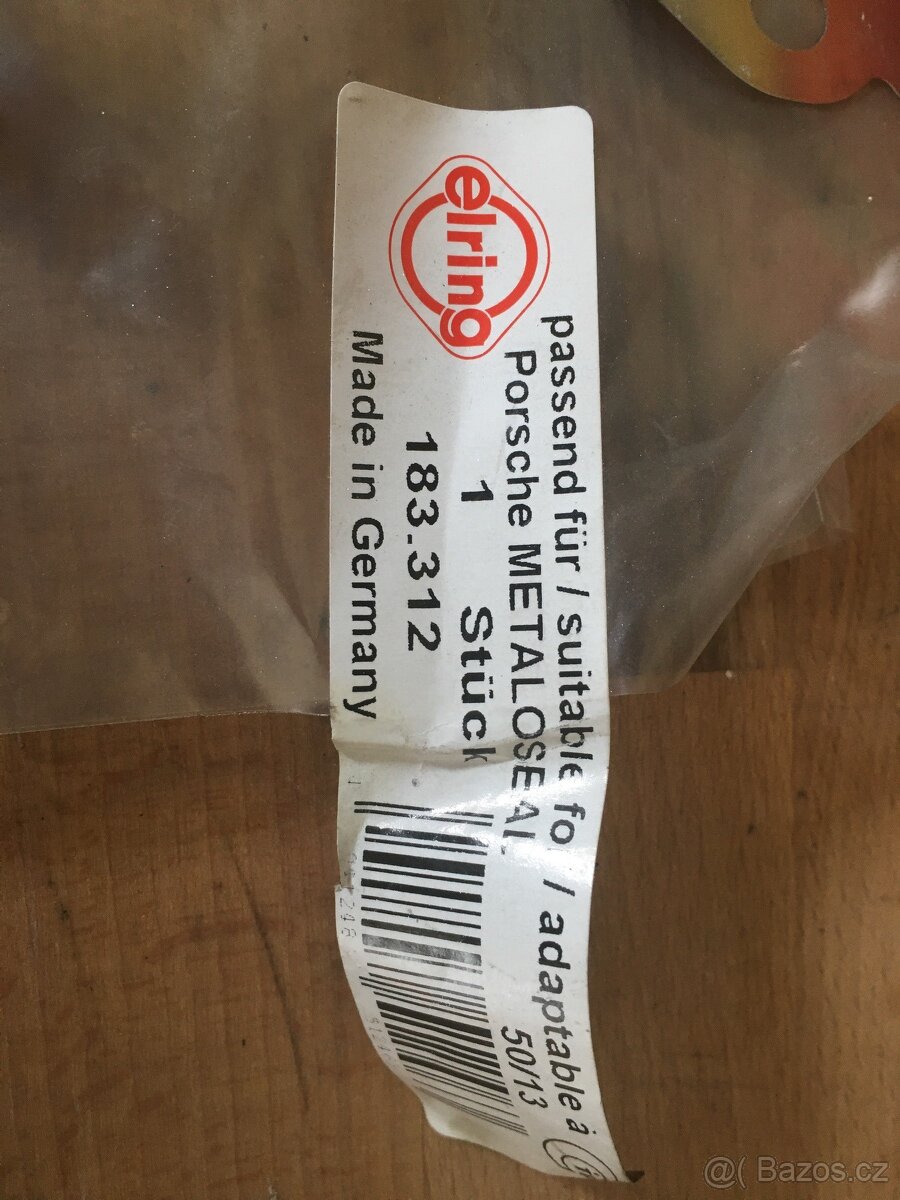 elring
passend für / suitable for / adaptable à
Porsche METALOSEAL
50/13
1 Stück
183.312
Made in Germany
@( Bazos.cz